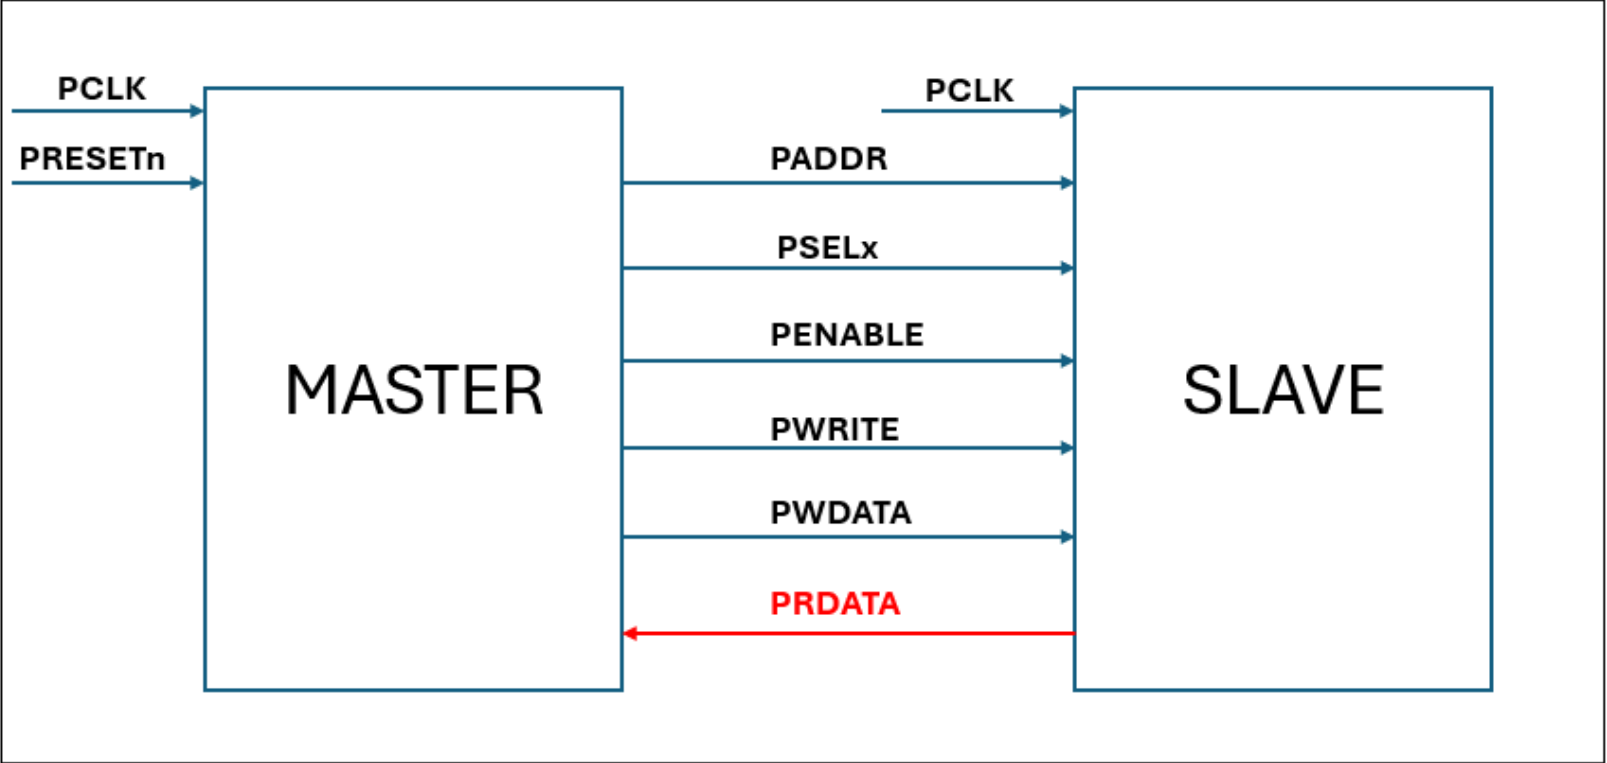 PCLK
PCLK
PRESETn
PADDR
PSELx
PENABLE
MASTER
SLAVE
PWRITE
PWDATA
PRDATA